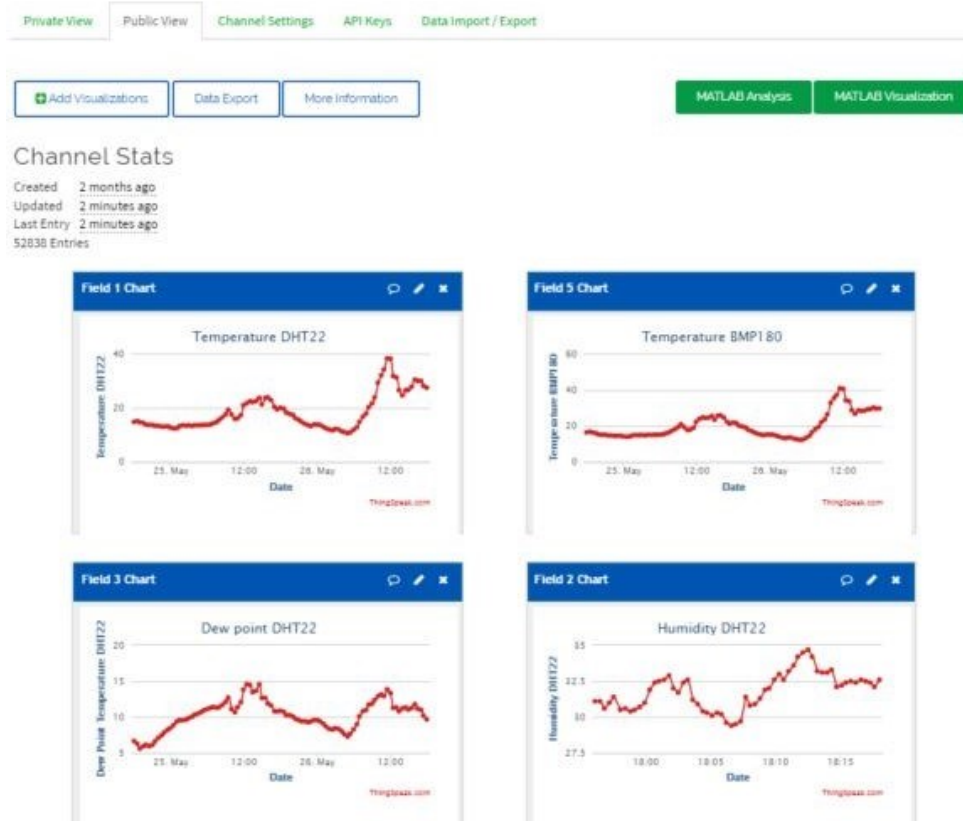 Private View Public View Channel Settings API Keys Data Import / Export
Add Visualizations Data Export More Information MATLAB Analysis MATLAB Visualization
Channel Stats
Created 2 months ago
Updated 2 minutes ago
Last Entry 2 minutes ago
52838 Entries
Field 1 Chart
Temperature DHT22
Temperature DHT22
40
20
0
25. May 12:00 26. May 12:00
Date
ThingSpeak.com
Field 5 Chart
Temperature BMP180
Temperature BMP180
60
40
20
0
25. May 12:00 26. May 12:00
Date
ThingSpeak.com
Field 3 Chart
Dew point DHT22
Dew Point Temperature DHT22
20
15
10
5
25. May 12:00 26. May 12:00
Date
ThingSpeak.com
Field 2 Chart
Humidity DHT22
Humidity DHT22
35
32.5
30
27.5
18:00 18:05 18:10 18:15
Date
ThingSpeak.com